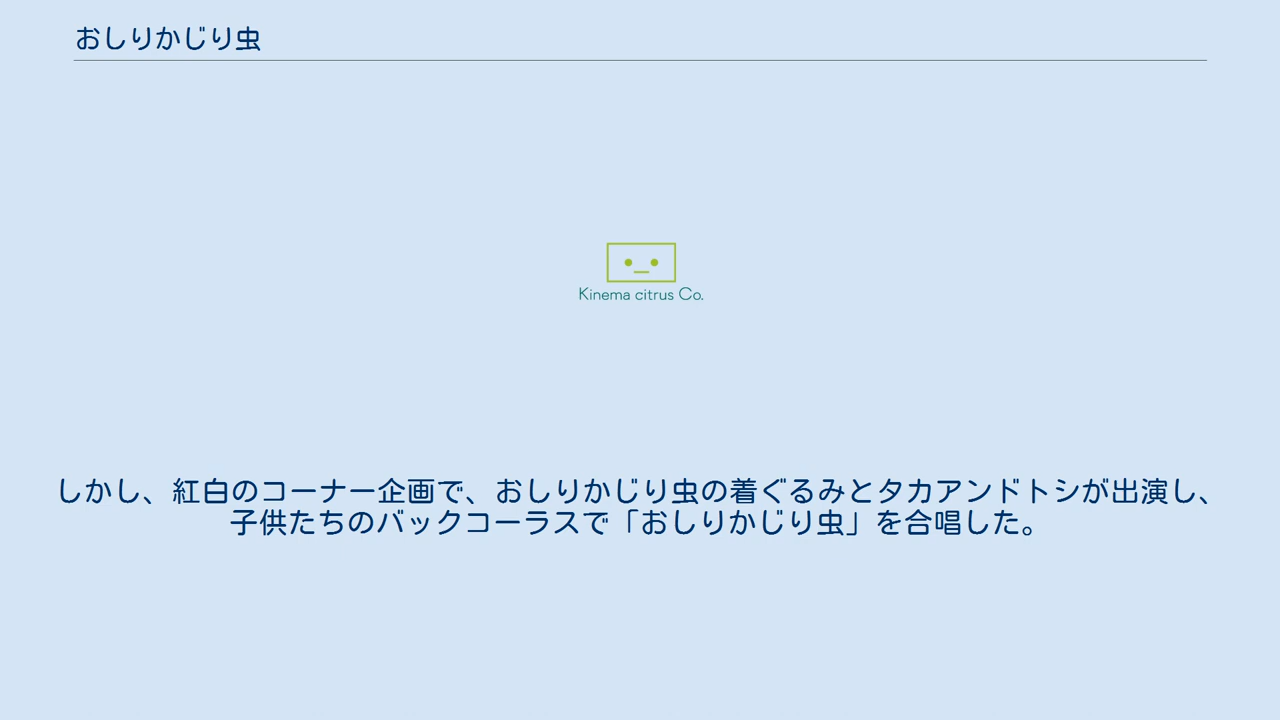 おしりかじり虫
Kinema citrus Co.
しかし、紅白のコーナー企画で、おしりかじり虫の着ぐるみとタカアンドトシが出演し、
子供たちのバックコーラスで「おしりかじり虫」を合唱した。